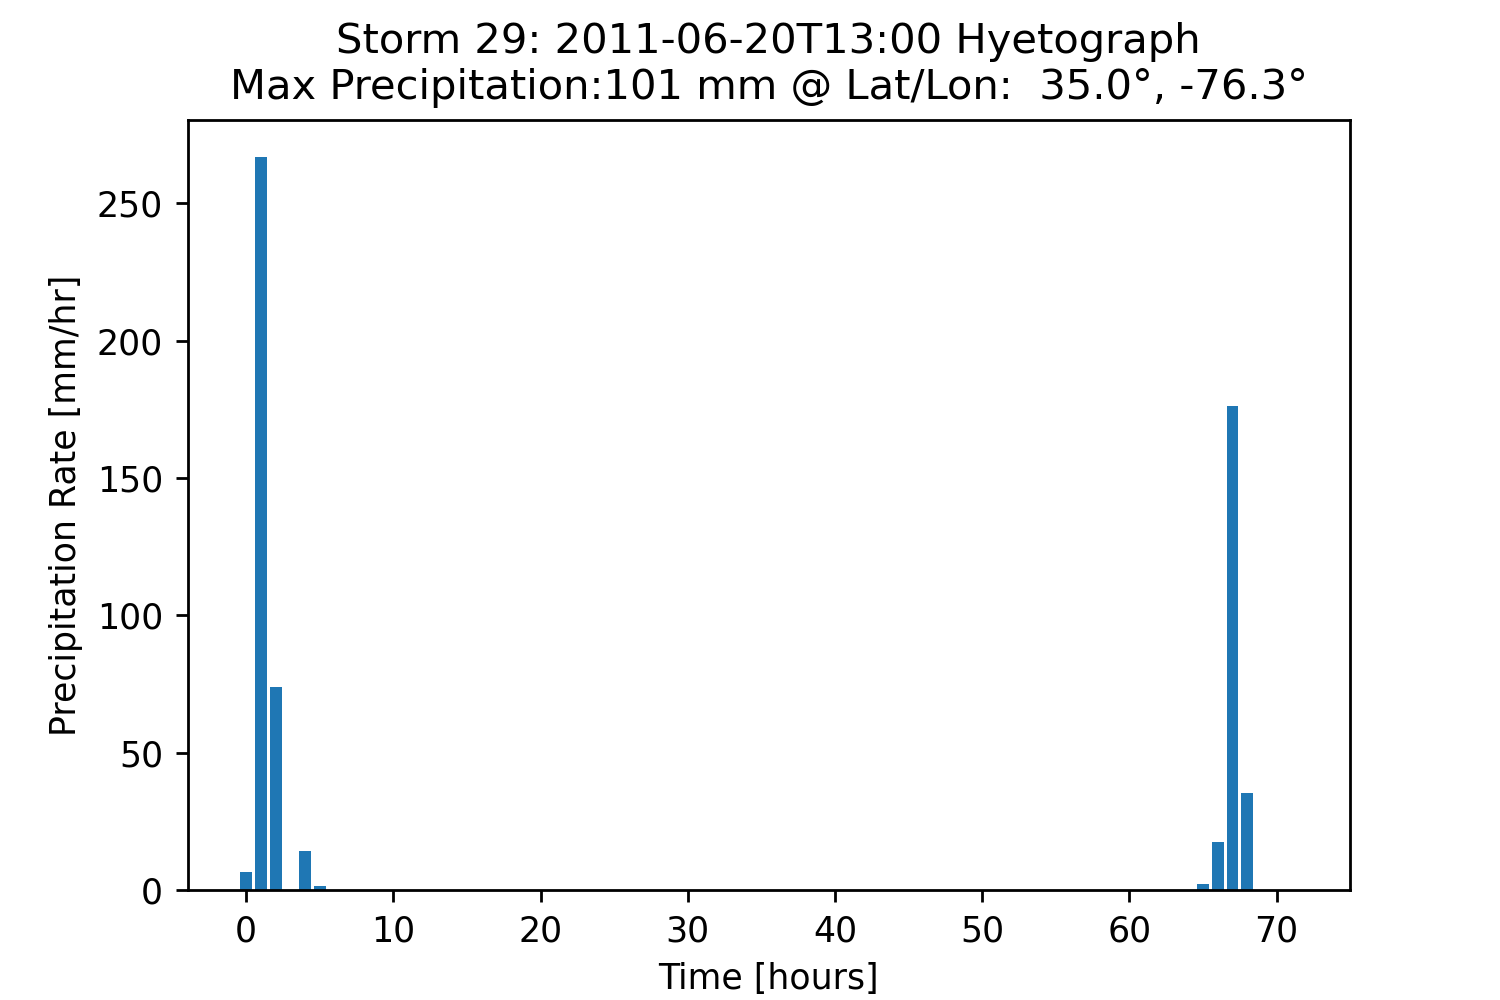 Storm 29: 2011-06-20T13:00 Hyetograph
Max Precipitation:101 mm @ Lat/Lon:  35.0°, -76.3°
Precipitation Rate [mm/hr]
250
200
150
100
50
0
0 10 20 30 40 50 60 70
Time [hours]